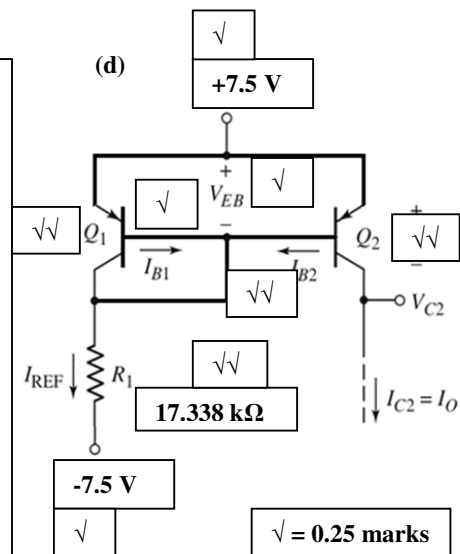 √
(d)
+7.5 V
+
√
V_EB
√
√√
Q₁
–
Q₂
+
√√
–
I_B1
I_B2
√√
V_C2
√√
I_REF
R₁
17.338 kΩ
I_C2 = I_O
-7.5 V
√
√ = 0.25 marks